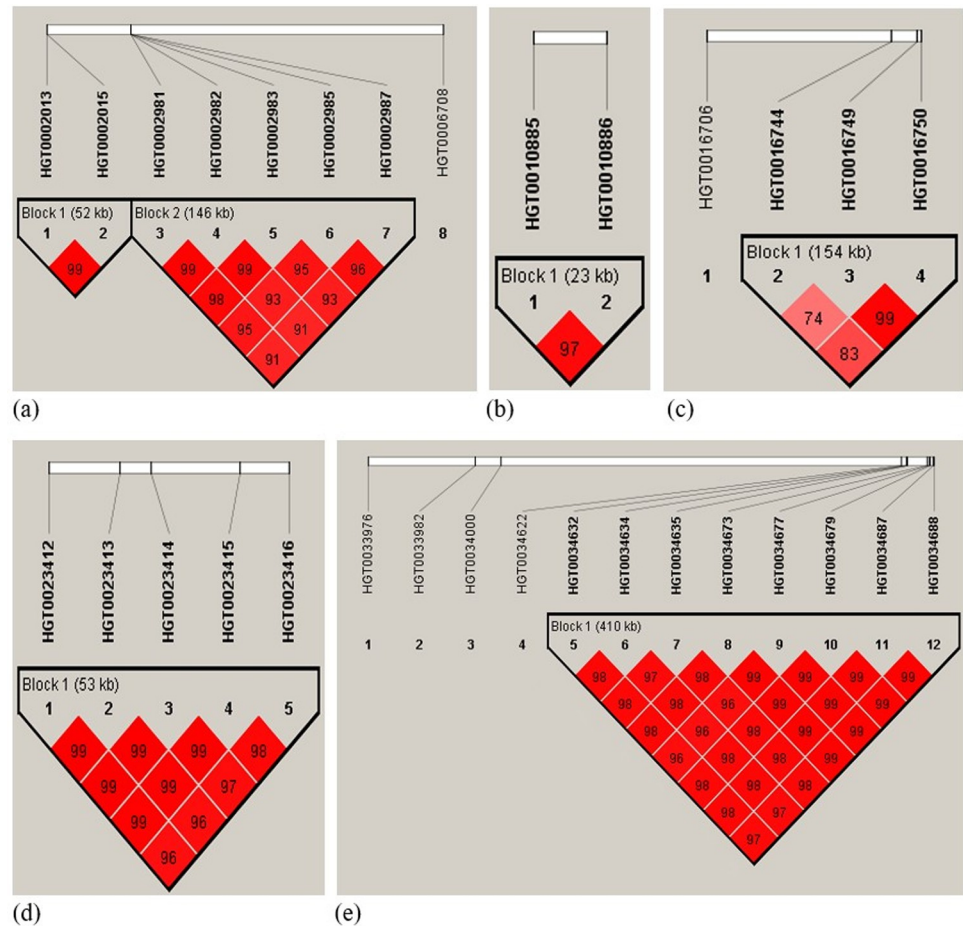 HGT0002013 HGT0002015 HGT0002981 HGT0002982 HGT0002983 HGT0002985 HGT0002987 HGT0006708
Block 1 (52 kb) Block 2 (146 kb)
1 2 3 4 5 6 7 8
99 99 99 95 96
98 93 93
95 91
91
(a)
HGT0010885 HGT0010886
Block 1 (23 kb)
1 2
97
(b)
HGT0016706 HGT0016744 HGT0016749 HGT0016750
Block 1 (154 kb)
1 2 3 4
74 99
83
(c)
HGT0023412 HGT0023413 HGT0023414 HGT0023415 HGT0023416
Block 1 (53 kb)
1 2 3 4 5
99 99 99 98
99 99 97
99 96
96
(d)
HGT0033976 HGT0033982 HGT0034000 HGT0034622 HGT0034632 HGT0034634 HGT0034635 HGT0034673 HGT0034677 HGT0034679 HGT0034687 HGT0034688
Block 1 (410 kb)
1 2 3 4 5 6 7 8 9 10 11 12
98 97 98 99 99 99 99
98 98 96 99 99 99
98 96 98 99 99
96 98 98 99
98 98 98
98 97
97
(e)